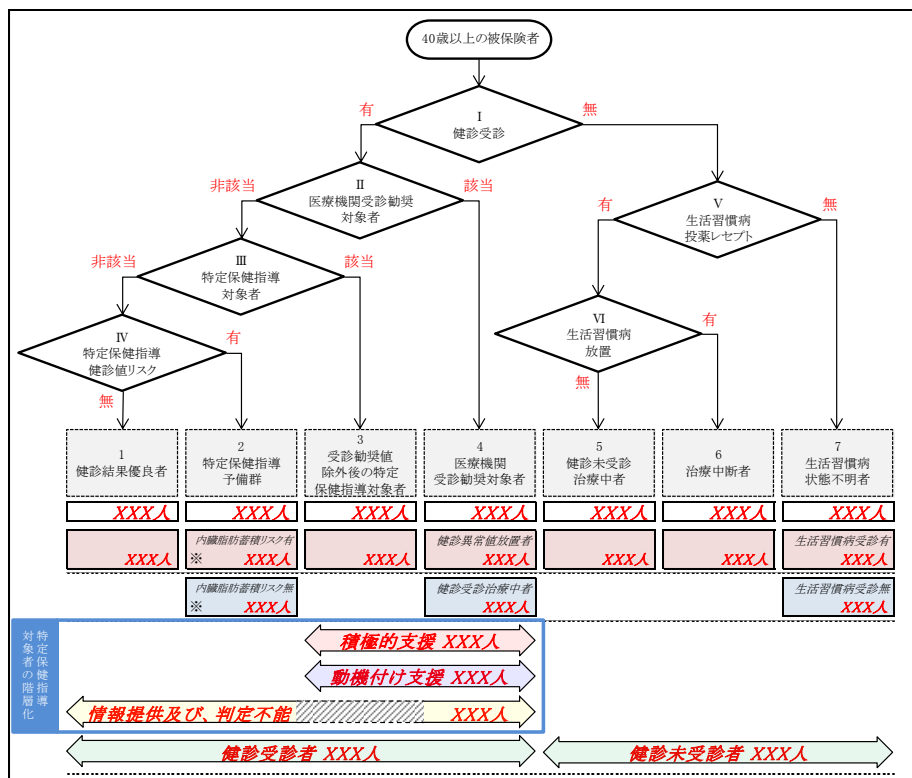 40歳以上の被保険者
Ⅰ
健診受診
有
無
Ⅱ
医療機関受診勧奨
対象者
非該当
該当
Ⅴ
生活習慣病
投薬レセプト
有
無
Ⅲ
特定保健指導
対象者
非該当
該当
Ⅵ
生活習慣病
放置
有
無
Ⅳ
特定保健指導
健診値リスク
有
無
1
健診結果優良者
2
特定保健指導
予備群
3
受診勧奨値
除外後の特定
保健指導対象者
4
医療機関
受診勧奨対象者
5
健診未受診
治療中者
6
治療中断者
7
生活習慣病
状態不明者
XXX人
XXX人
XXX人
XXX人
XXX人
XXX人
XXX人
XXX人
内臓脂肪蓄積リスク有
※ XXX人
XXX人
健診異常値放置者
XXX人
XXX人
XXX人
生活習慣病受診有
XXX人
内臓脂肪蓄積リスク無
※ XXX人
健診受診治療中者
XXX人
生活習慣病受診無
XXX人
特定保健指導
対象者の階層化
積極的支援 XXX人
動機付け支援 XXX人
情報提供及び、判定不能 XXX人
健診受診者 XXX人
健診未受診者 XXX人